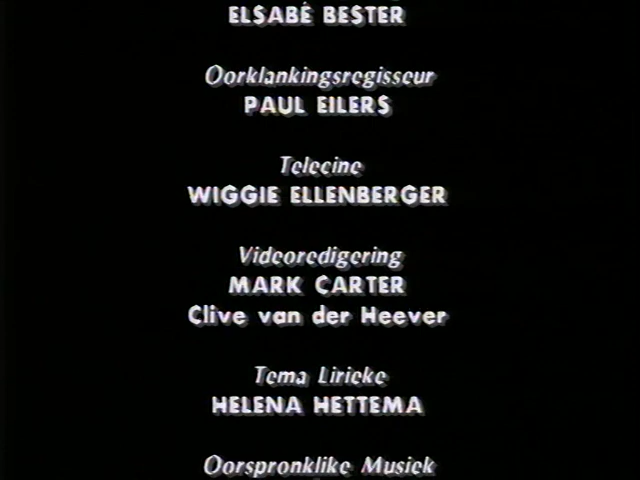 ELSABÉ BESTER
Oorklankingsregisseur
PAUL EILERS
Telecine
WIGGIE ELLENBERGER
Videoredigering
MARK CARTER
Clive van der Heever
Tema Lirieke
HELENA HETTEMA
Oorspronklike Musiek